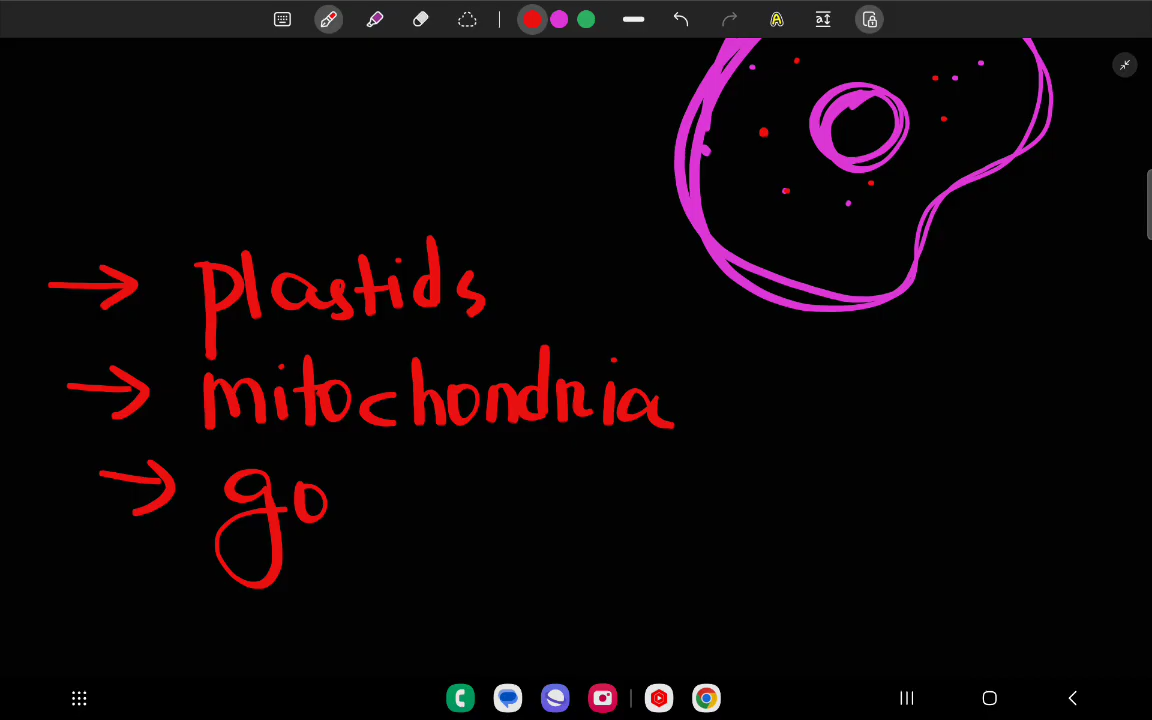 → plastids
→ mitochondria
→ go